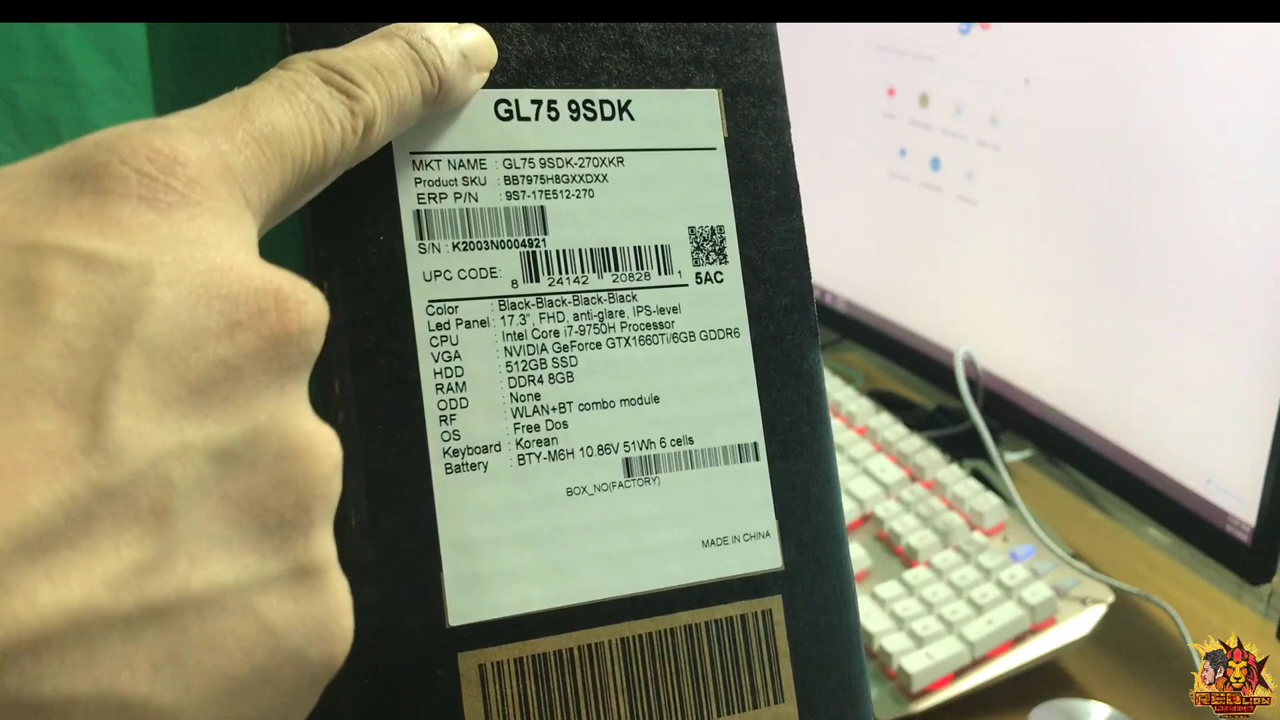 GL75 9SDK
MKT NAME : GL75 9SDK-270XKR
Product SKU : BB7975H8GXXDXX
ERP P/N : 9S7-17E512-270
S/N : K2003N0004921
UPC CODE: 8 24142 20828 1
5AC
Color : Black-Black-Black-Black
Led Panel : 17.3", FHD, anti-glare, IPS-level
CPU : Intel Core i7-9750H Processor
VGA : NVIDIA GeForce GTX1660Ti/6GB GDDR6
HDD : 512GB SSD
RAM : DDR4 8GB
ODD : None
RF : WLAN+BT combo module
OS : Free Dos
Keyboard : Korean
Battery : BTY-M6H 10.86V 51Wh 6 cells
BOX_NO(FACTORY)
MADE IN CHINA
RED LION